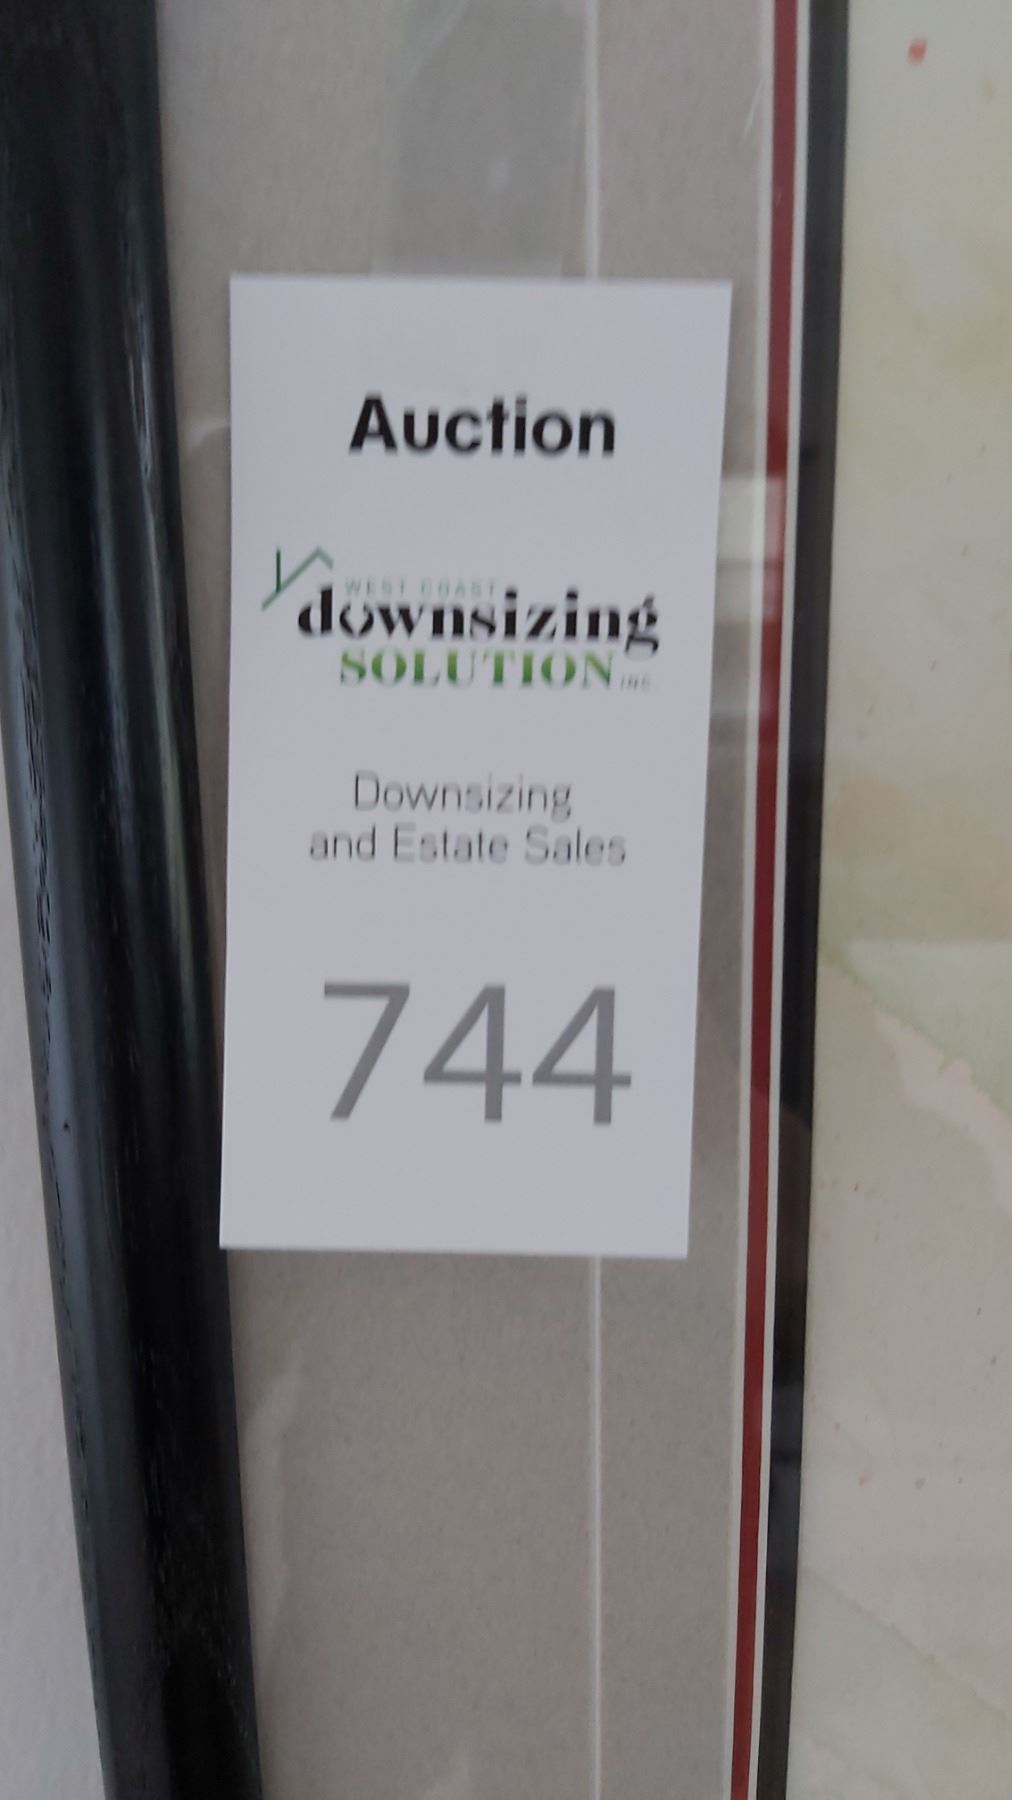 Auction
WEST COAST
downsizing
SOLUTION INC.
Downsizing
and Estate Sales
744